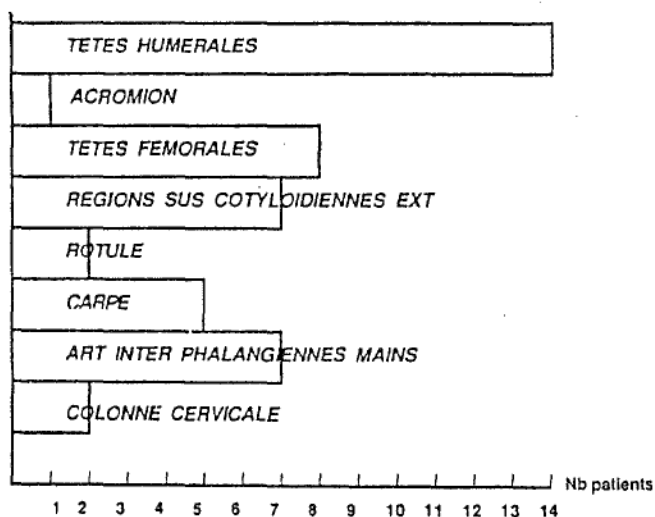 TETES HUMERALES
ACROMION
TETES FEMORALES
REGIONS SUS COTYLOIDIENNES EXT
ROTULE
CARPE
ART INTER PHALANGIENNES MAINS
COLONNE CERVICALE
Nb patients
1 2 3 4 5 6 7 8 9 10 11 12 13 14